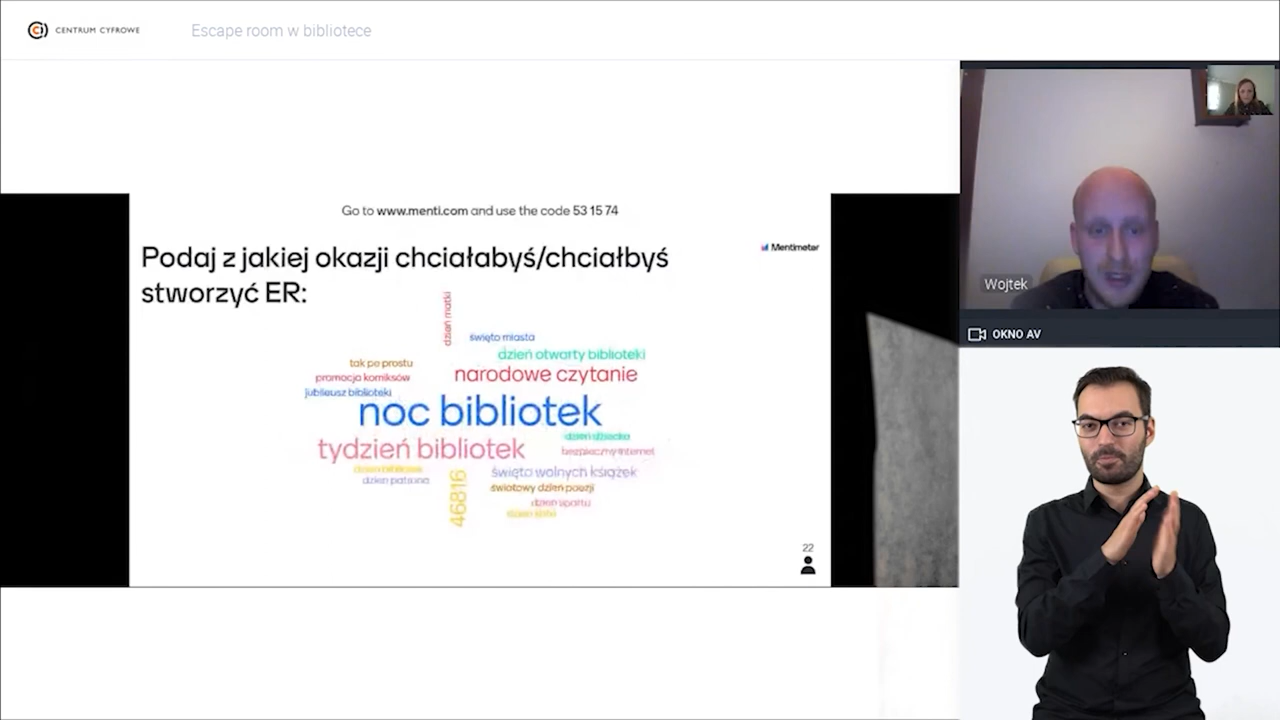 CENTRUM CYFROWE
Escape room w bibliotece
Go to www.menti.com and use the code 53 15 74
Podaj z jakiej okazji chciałabyś/chciałbyś
stworzyć ER:
Mentimeter
dzień matki
święto miasta
dzień otwarty biblioteki
tak po prostu
narodowe czytanie
promocja komiksów
jubileusz biblioteki
noc bibliotek
dzień dziecka
tydzień bibliotek
bezpieczny internet
święto wolnych książek
dzień patrona
46816
światowy dzień poezji
dzień sportu
22
Wojtek
OKNO AV